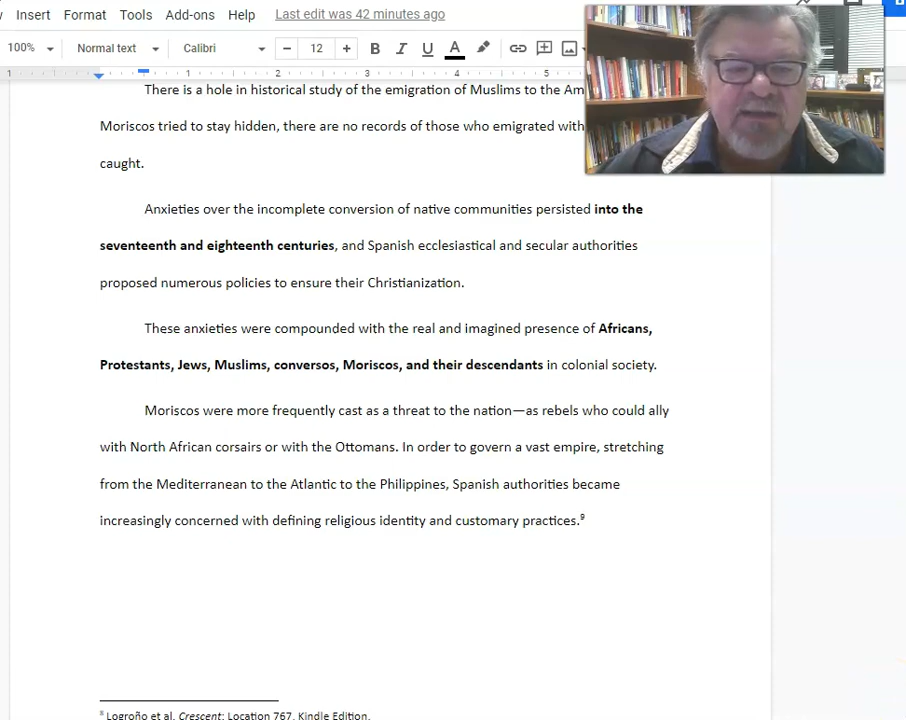 Insert Format Tools Add-ons Help Last edit was 42 minutes ago
100% Normal text Calibri 12 B I U A
1 1 2 3 4 5
There is a hole in historical study of the emigration of Muslims to the
Moriscos tried to stay hidden, there are no records of those who emigrated
caught.
Anxieties over the incomplete conversion of native communities persisted into the
seventeenth and eighteenth centuries, and Spanish ecclesiastical and secular authorities
proposed numerous policies to ensure their Christianization.
These anxieties were compounded with the real and imagined presence of Africans,
Protestants, Jews, Muslims, conversos, Moriscos, and their descendants in colonial society.
Moriscos were more frequently cast as a threat to the nation—as rebels who could ally
with North African corsairs or with the Ottomans. In order to govern a vast empire, stretching
from the Mediterranean to the Atlantic to the Philippines, Spanish authorities became
increasingly concerned with defining religious identity and customary practices.⁹
Logroño et al, Crescent: Location 767, Kindle Edition.